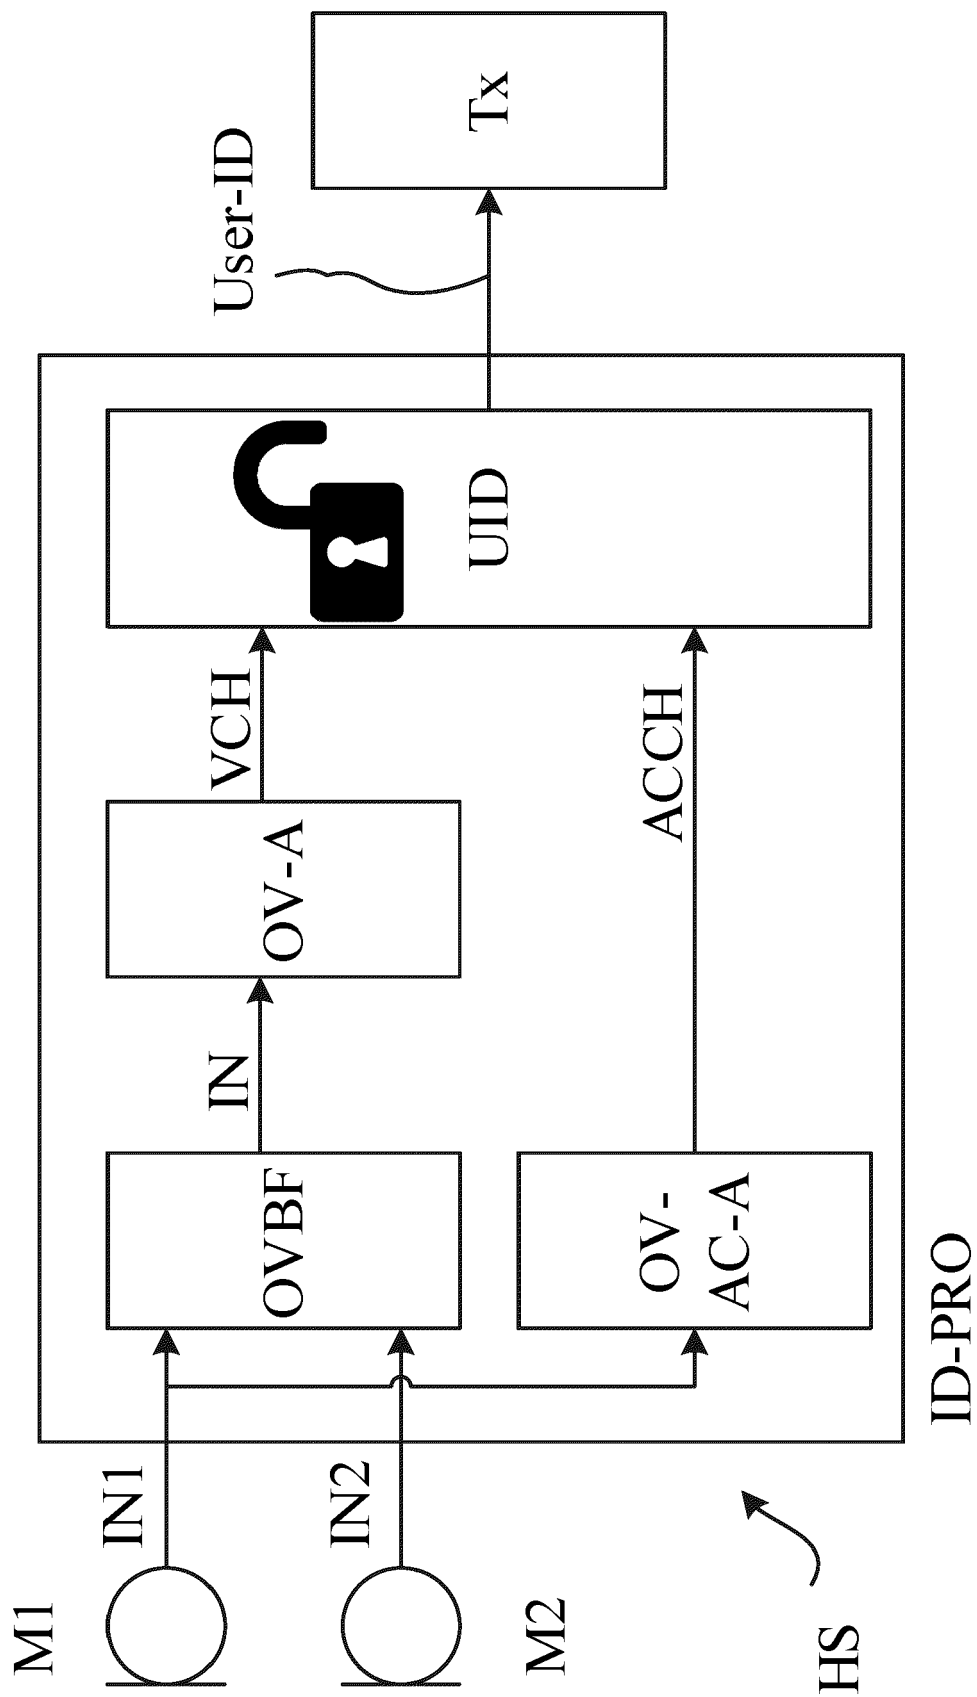 M1
IN1
M2
IN2
HS
ID-PRO
OVBF
IN
OV-A
VCH
OV-
AC-A
ACCH
UID
User-ID
Tx